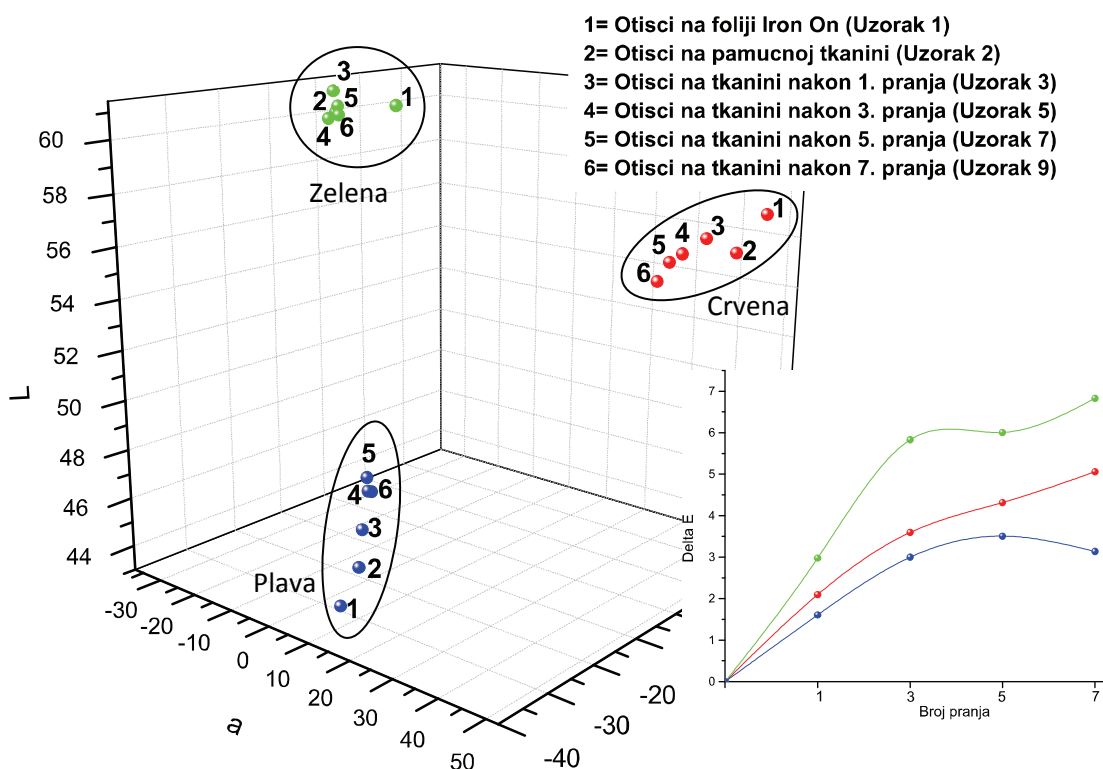 1= Otisci na foliji Iron On (Uzorak 1)
2= Otisci na pamucnoj tkanini (Uzorak 2)
3= Otisci na tkanini nakon 1. pranja (Uzorak 3)
4= Otisci na tkanini nakon 3. pranja (Uzorak 5)
5= Otisci na tkanini nakon 5. pranja (Uzorak 7)
6= Otisci na tkanini nakon 7. pranja (Uzorak 9)
3
2 5 1
4 6
Zelena
1
3
4
2
5
6
Crvena
5
4 6
3
2
1
Plava
L
60
58
56
54
52
50
48
46
44
-30
-20
-10
0
10
20
30
40
50
a
-40
-30
-20
Delta E
7
6
5
4
3
2
1
0
1 3 5 7
Broj pranja